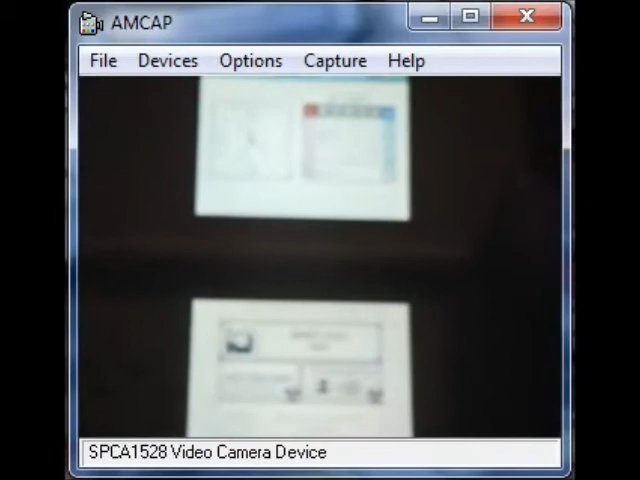 AMCAP
File Devices Options Capture Help
SPCA1528 Video Camera Device